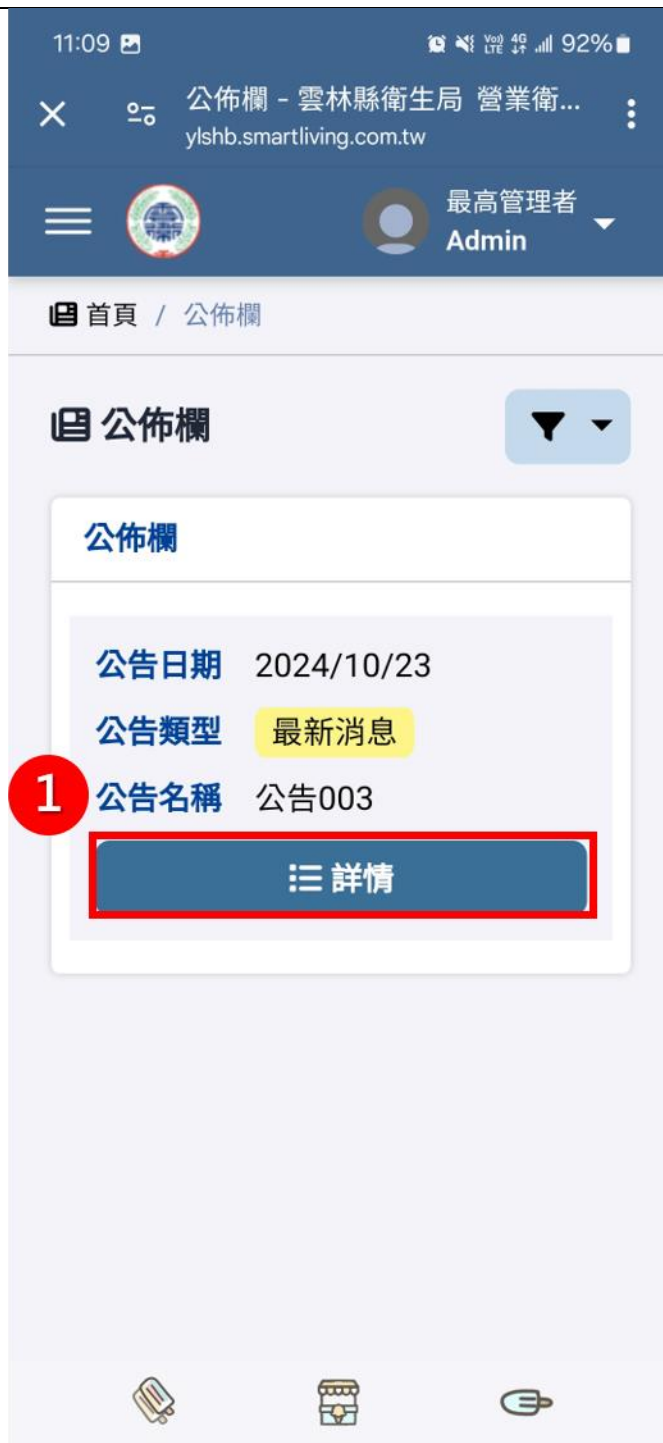 11:09 Vo)) LTE 4G 92%
公佈欄 - 雲林縣衛生局 營業衛...
ylshb.smartliving.com.tw
最高管理者
Admin
首頁 / 公佈欄
公佈欄
公佈欄
公告日期 2024/10/23
公告類型 最新消息
1 公告名稱 公告003
詳情